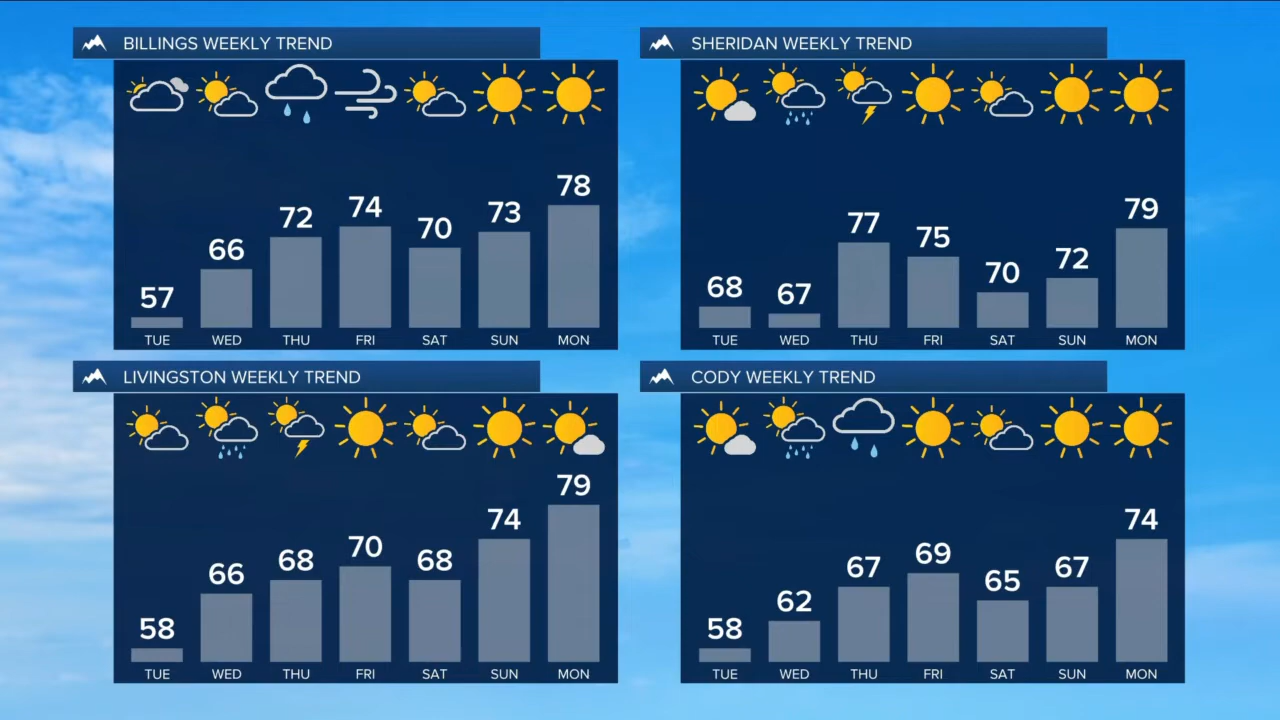 BILLINGS WEEKLY TREND
57 66 72 74 70 73 78
TUE WED THU FRI SAT SUN MON
SHERIDAN WEEKLY TREND
68 67 77 75 70 72 79
TUE WED THU FRI SAT SUN MON
LIVINGSTON WEEKLY TREND
58 66 68 70 68 74 79
TUE WED THU FRI SAT SUN MON
CODY WEEKLY TREND
58 62 67 69 65 67 74
TUE WED THU FRI SAT SUN MON